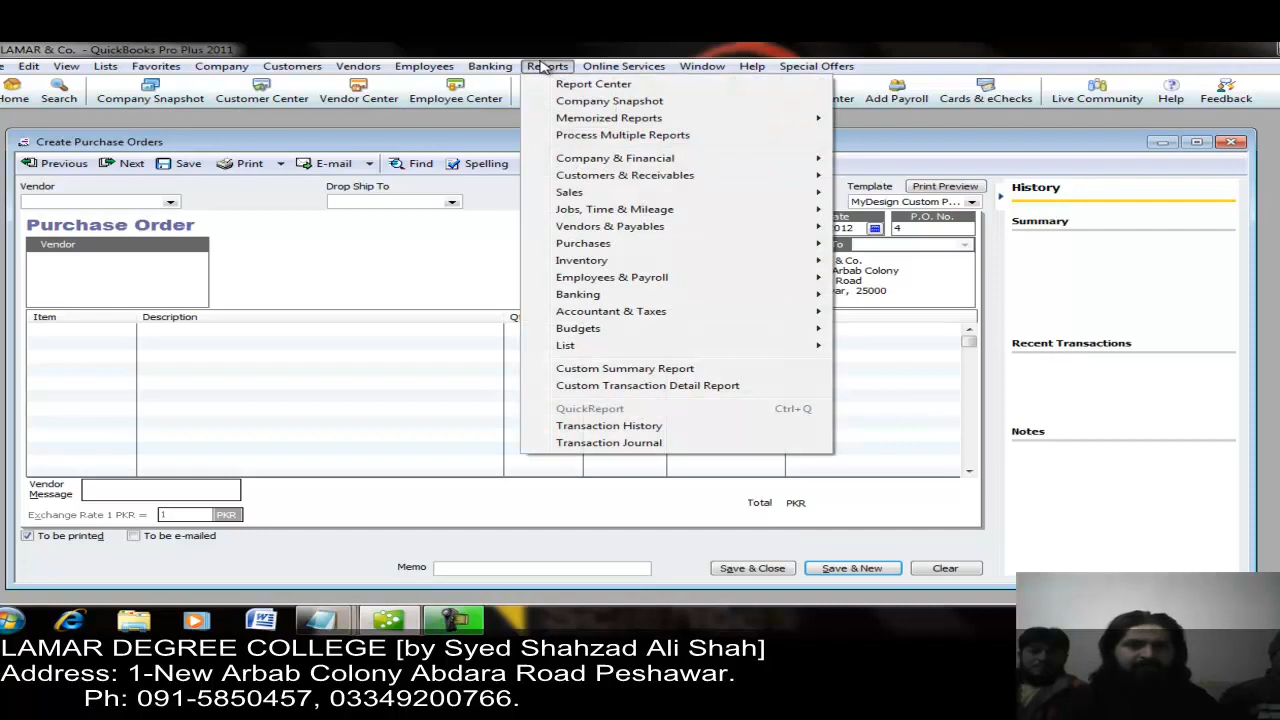 LAMAR & Co. - QuickBooks Pro Plus 2011
Edit View Lists Favorites Company Customers Vendors Employees Banking Reports Online Services Window Help Special Offers
Home Search Company Snapshot Customer Center Vendor Center Employee Center Add Payroll Cards & eChecks Live Community Help Feedback
Report Center
Company Snapshot
Memorized Reports
Process Multiple Reports
Company & Financial
Customers & Receivables
Sales
Jobs, Time & Mileage
Vendors & Payables
Purchases
Inventory
Employees & Payroll
Banking
Accountant & Taxes
Budgets
List
Custom Summary Report
Custom Transaction Detail Report
QuickReport Ctrl+Q
Transaction History
Transaction Journal
Create Purchase Orders
Previous Next Save Print E-mail Find Spelling
Vendor Drop Ship To Template Print Preview
MyDesign Custom P...
Purchase Order
P.O. No.
012 4
Vendor
& Co.
Arbab Colony
Road
25000
Item Description
Vendor
Message
Total PKR
Exchange Rate 1 PKR = 1 PKR
To be printed To be e-mailed
Memo Save & Close Save & New Clear
History
Summary
Recent Transactions
Notes
LAMAR DEGREE COLLEGE [by Syed Shahzad Ali Shah]
Address: 1-New Arbab Colony Abdara Road Peshawar.
Ph: 091-5850457, 03349200766.